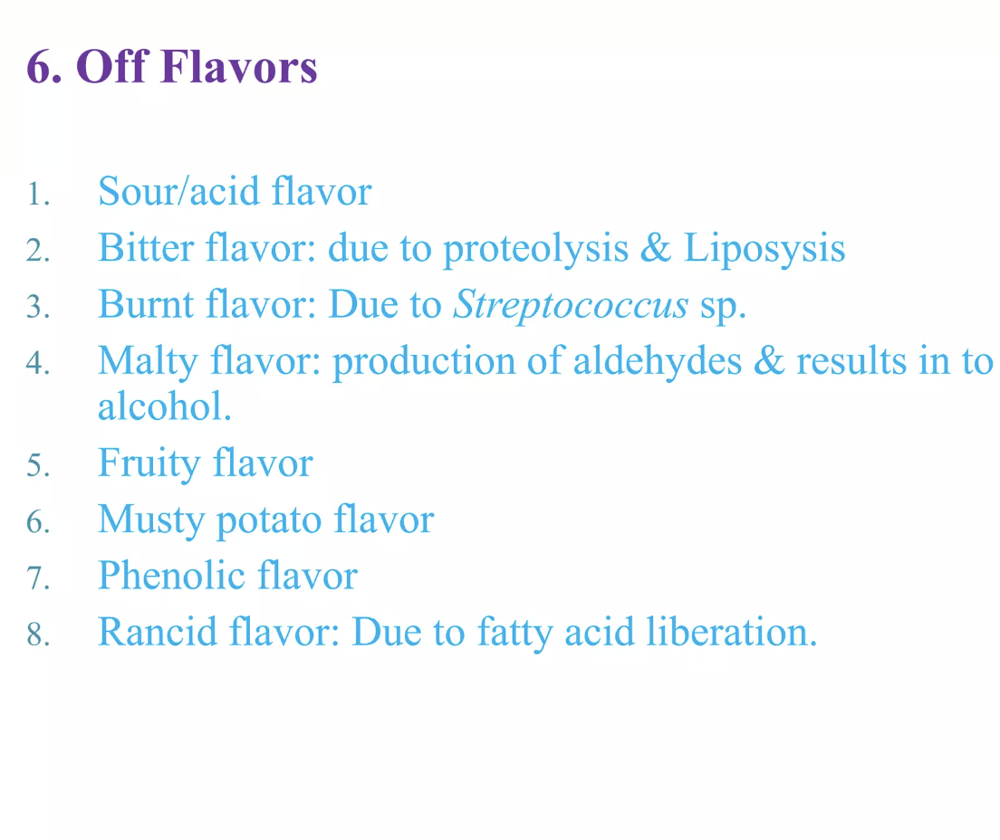 6. Off Flavors
1. Sour/acid flavor
2. Bitter flavor: due to proteolysis & Liposysis
3. Burnt flavor: Due to Streptococcus sp.
4. Malty flavor: production of aldehydes & results in to
alcohol.
5. Fruity flavor
6. Musty potato flavor
7. Phenolic flavor
8. Rancid flavor: Due to fatty acid liberation.